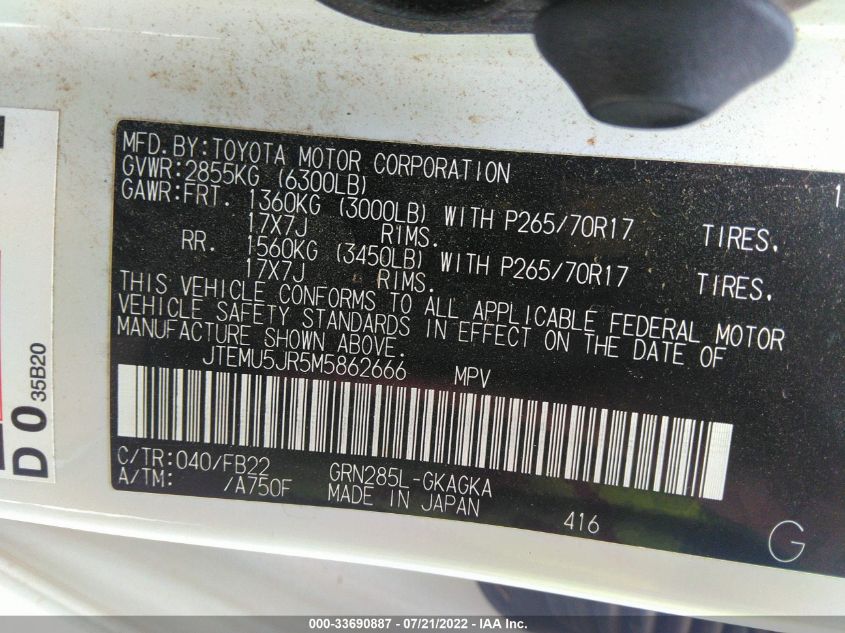 MFD.BY:TOYOTA MOTOR CORPORATION
GVWR:2855KG (6300LB)
GAWR:FRT. 1360KG (3000LB) WITH P265/70R17 TIRES,
17X7J RIMS.
RR. 1560KG (3450LB) WITH P265/70R17 TIRES,
17X7J RIMS.
THIS VEHICLE CONFORMS TO ALL APPLICABLE FEDERAL MOTOR
VEHICLE SAFETY STANDARDS IN EFFECT ON THE DATE OF
MANUFACTURE SHOWN ABOVE.
JTEMU5JR5M5862666 MPV
C/TR:040/FB22 GRN285L-GKAGKA
A/TM: /A750F MADE IN JAPAN 416
G
1
D 0 35B20
000-33690887 - 07/21/2022 - IAA Inc.